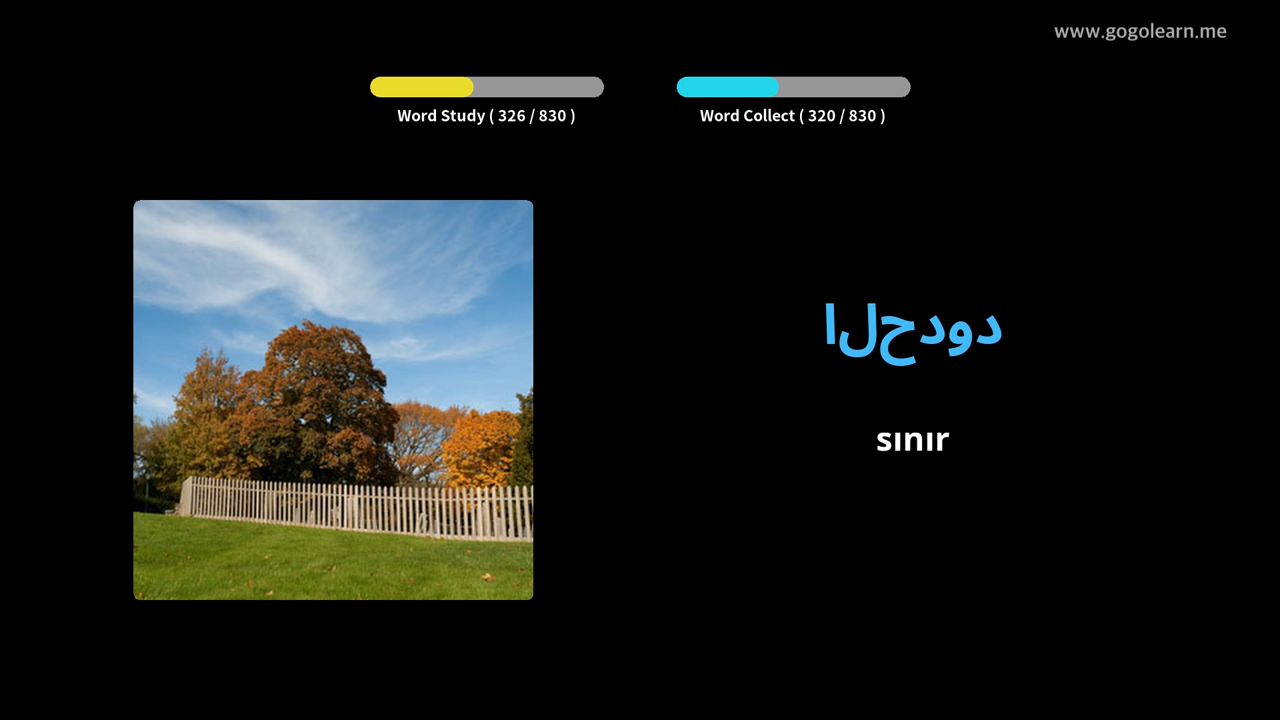 www.gogolearn.me
Word Study ( 326 / 830 )
Word Collect ( 320 / 830 )
الحدود
sınır